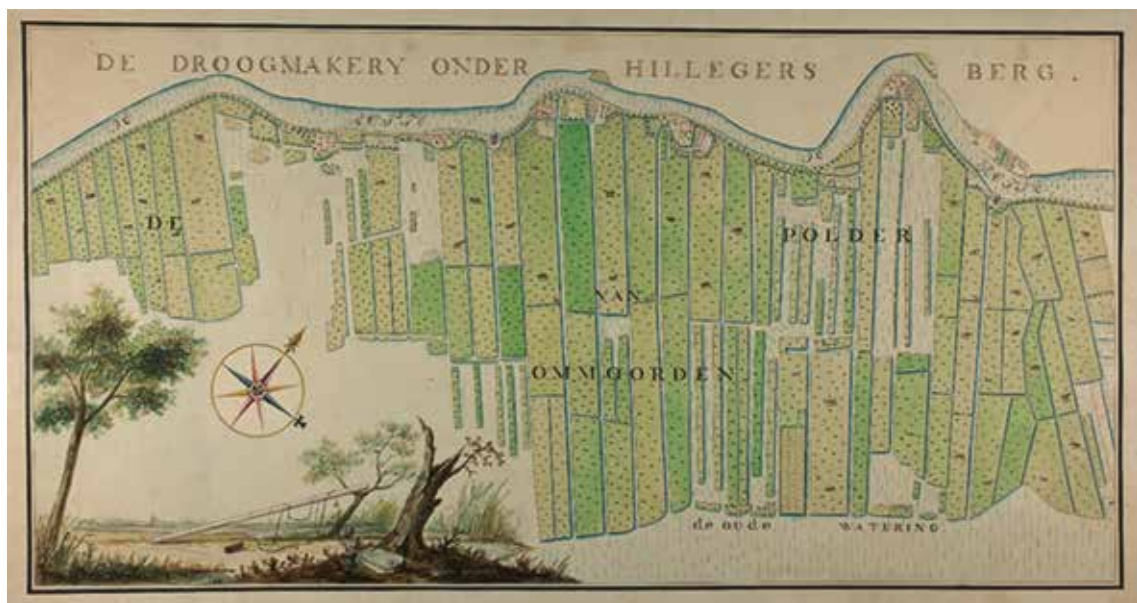 DE DROOGMAKERY ONDER HILLEGERS BERG.
DE
POLDER
VAN
OMMOORDEN
de oude WATERING.